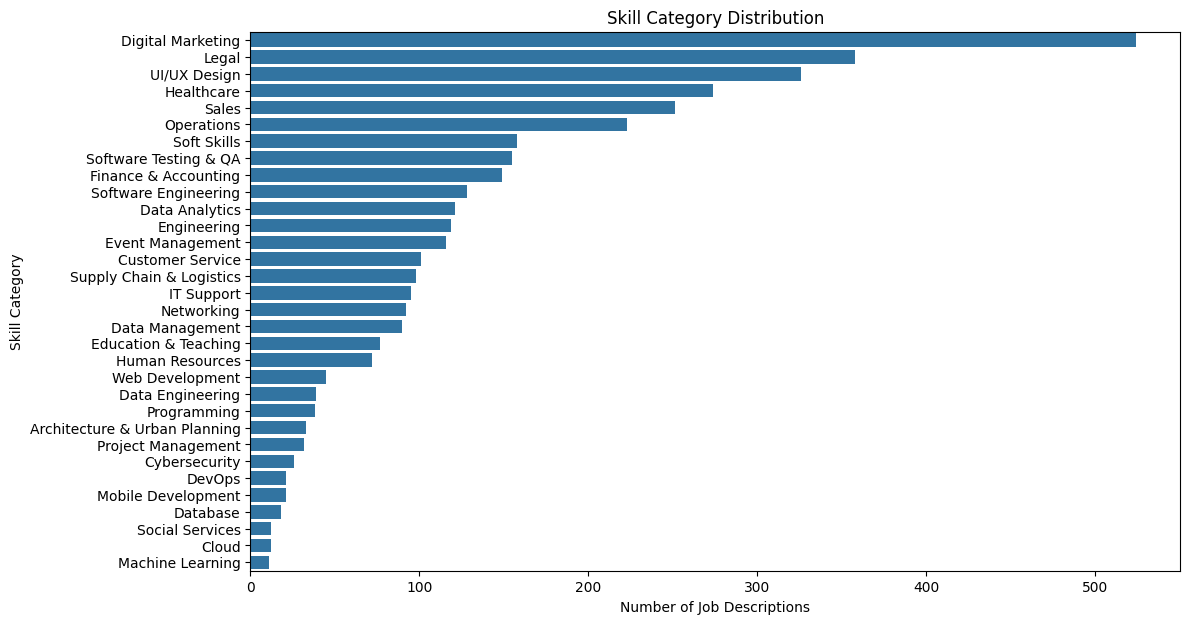 Skill Category Distribution
Digital Marketing
Legal
UI/UX Design
Healthcare
Sales
Operations
Soft Skills
Software Testing & QA
Finance & Accounting
Software Engineering
Data Analytics
Engineering
Event Management
Customer Service
Supply Chain & Logistics
IT Support
Networking
Data Management
Education & Teaching
Human Resources
Web Development
Data Engineering
Programming
Architecture & Urban Planning
Project Management
Cybersecurity
DevOps
Mobile Development
Database
Social Services
Cloud
Machine Learning
Skill Category
0 100 200 300 400 500
Number of Job Descriptions